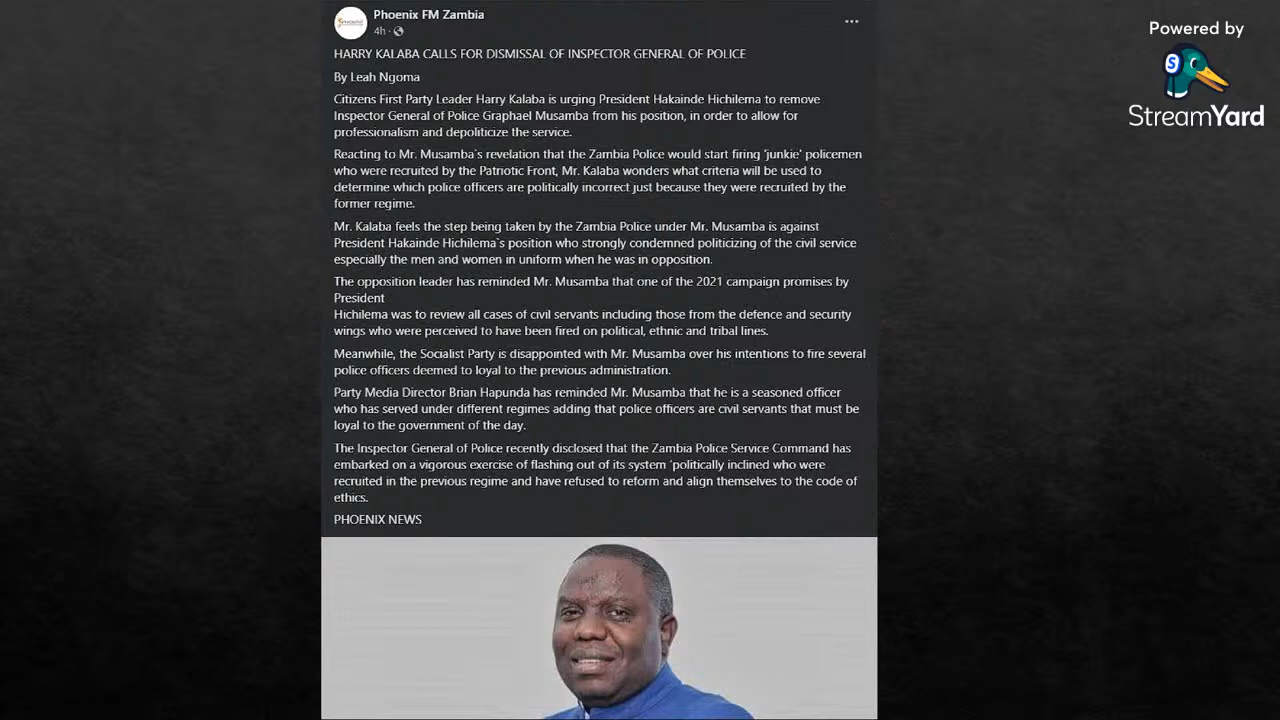 Phoenix FM Zambia
4h ·
HARRY KALABA CALLS FOR DISMISSAL OF INSPECTOR GENERAL OF POLICE
By Leah Ngoma
Citizens First Party Leader Harry Kalaba is urging President Hakainde Hichilema to remove
Inspector General of Police Graphael Musamba from his position, in order to allow for
professionalism and depoliticize the service.
Reacting to Mr. Musamba`s revelation that the Zambia Police would start firing 'junkie' policemen
who were recruited by the Patriotic Front, Mr. Kalaba wonders what criteria will be used to
determine which police officers are politically incorrect just because they were recruited by the
former regime.
Mr. Kalaba feels the step being taken by the Zambia Police under Mr. Musamba is against
President Hakainde Hichilema`s position who strongly condemned politicizing of the civil service
especially the men and women in uniform when he was in opposition.
The opposition leader has reminded Mr. Musamba that one of the 2021 campaign promises by
President
Hichilema was to review all cases of civil servants including those from the defence and security
wings who were perceived to have been fired on political, ethnic and tribal lines.
Meanwhile, the Socialist Party is disappointed with Mr. Musamba over his intentions to fire several
police officers deemed to loyal to the previous administration.
Party Media Director Brian Hapunda has reminded Mr. Musamba that he is a seasoned officer
who has served under different regimes adding that police officers are civil servants that must be
loyal to the government of the day.
The Inspector General of Police recently disclosed that the Zambia Police Service Command has
embarked on a vigorous exercise of flashing out of its system 'politically inclined who were
recruited in the previous regime and have refused to reform and align themselves to the code of
ethics.
PHOENIX NEWS
Powered by
S
StreamYard